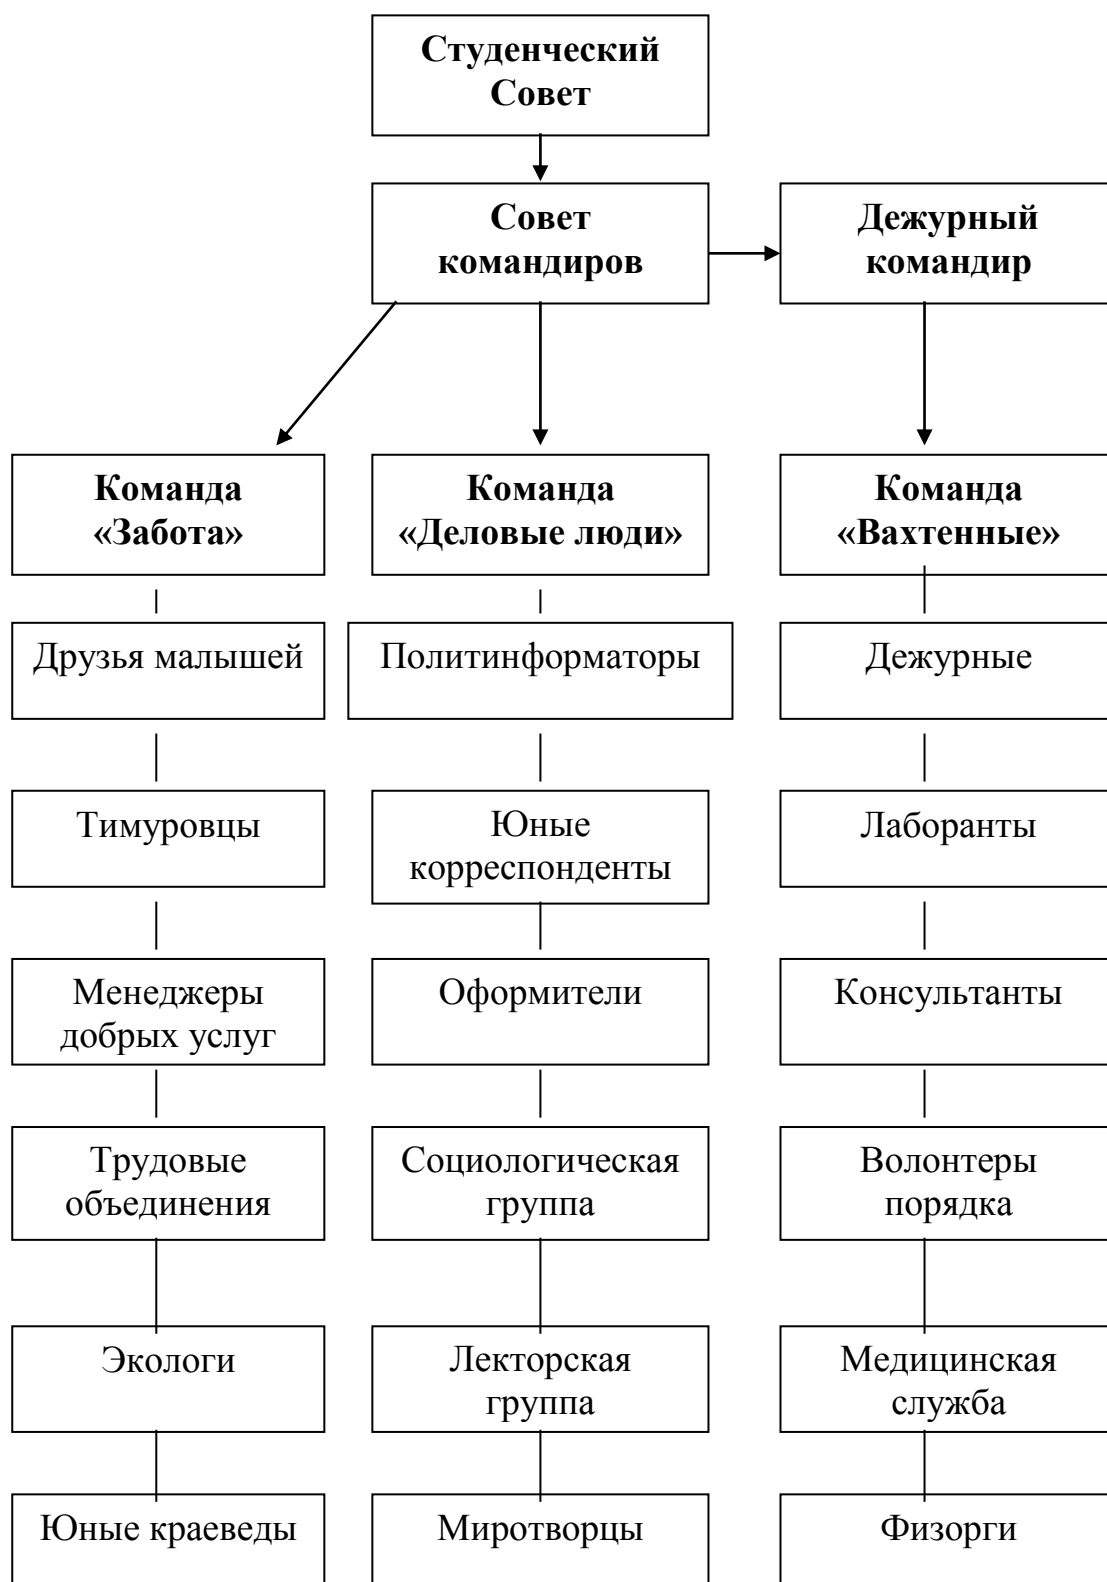 Студенческий
Совет
Совет
командиров
Дежурный
командир
Команда
«Забота»
Команда
«Деловые люди»
Команда
«Вахтенные»
Друзья малышей
Политинформаторы
Дежурные
Тимуровцы
Юные
корреспонденты
Лаборанты
Менеджеры
добрых услуг
Оформители
Консультанты
Трудовые
объединения
Социологическая
группа
Волонтеры
порядка
Экологи
Лекторская
группа
Медицинская
служба
Юные краеведы
Миротворцы
Физорги